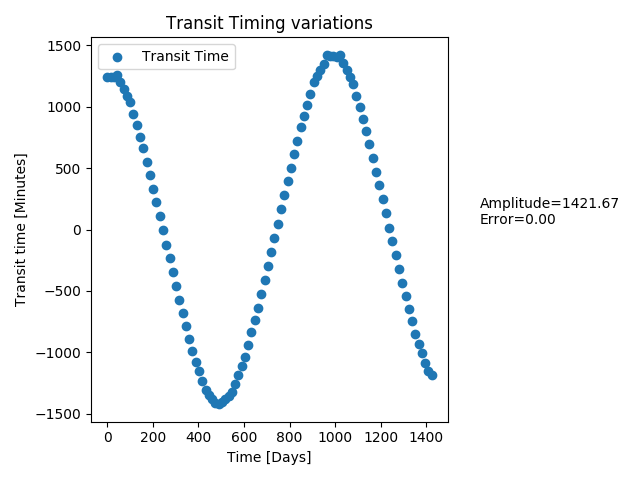 Transit Timing variations
Transit Time
Transit time [Minutes]
1500
1000
500
0
−500
−1000
−1500
0 200 400 600 800 1000 1200 1400
Time [Days]
Amplitude=1421.67
Error=0.00